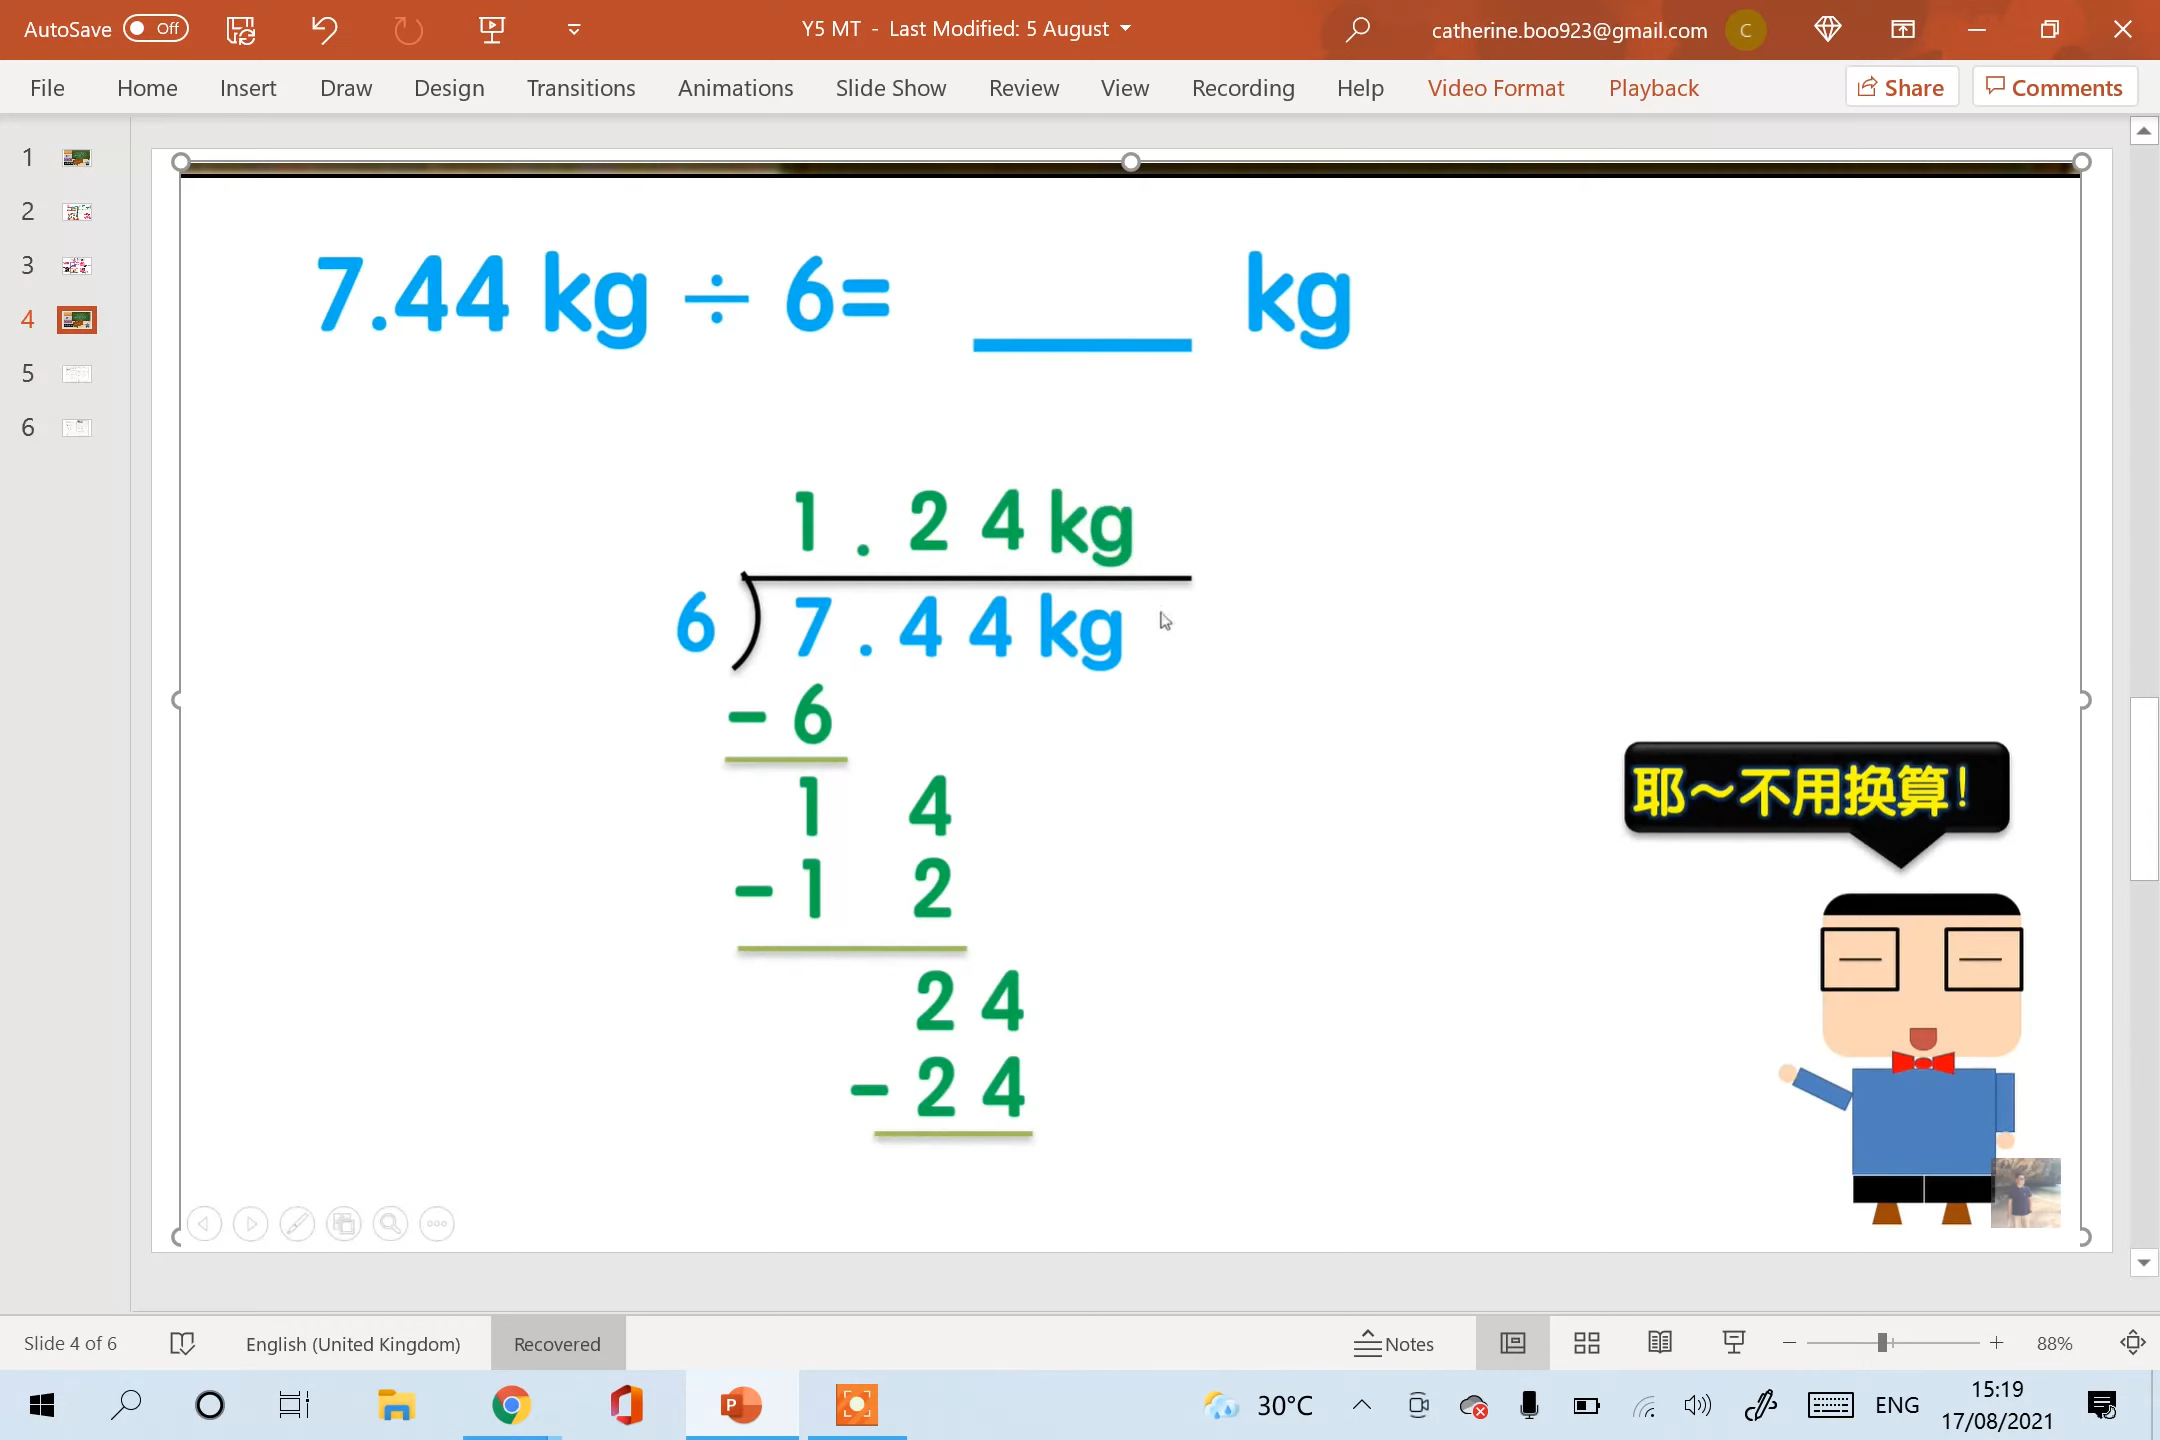 AutoSave Off Y5 MT - Last Modified: 5 August catherine.boo923@gmail.com C
File Home Insert Draw Design Transitions Animations Slide Show Review View Recording Help Video Format Playback Share Comments
1
2
3
4
5
6
7.44 kg ÷ 6= ____ kg
1.24 kg
6 7.44 kg
- 6
1 4
- 1 2
2 4
- 2 4
耶～不用换算！
Slide 4 of 6 English (United Kingdom) Recovered Notes 88%
P 30°C ENG 15:19
17/08/2021